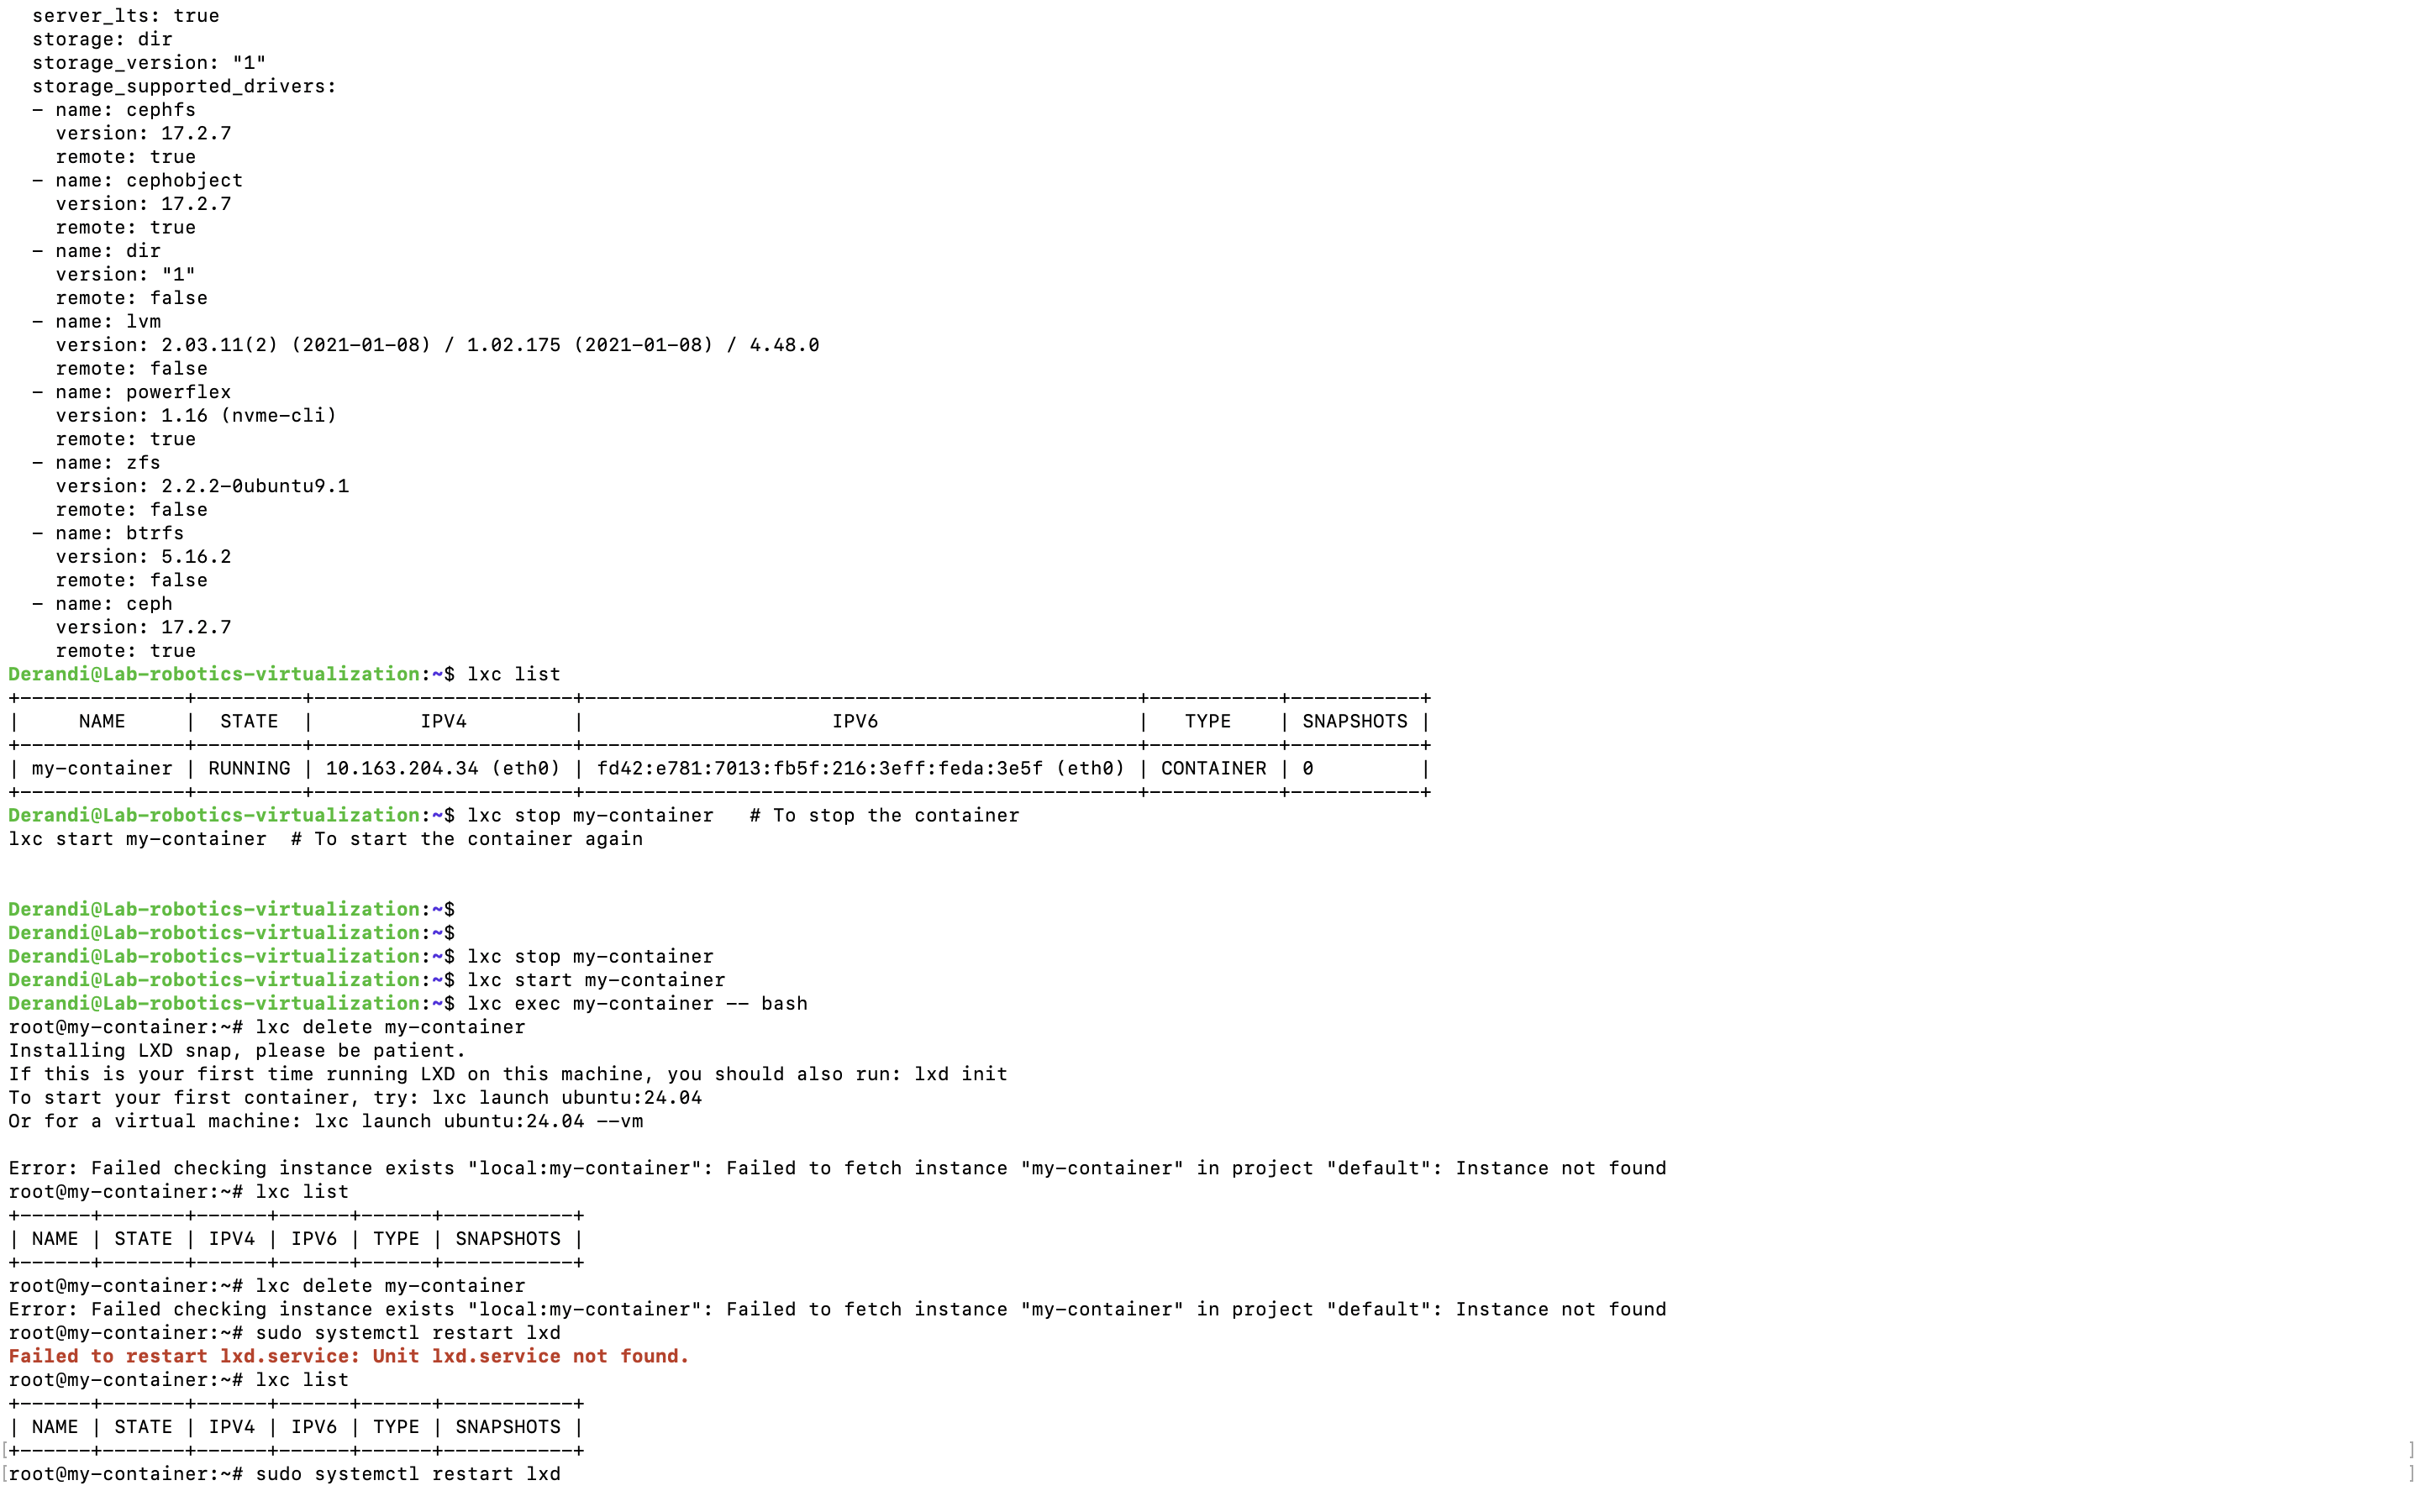 server_lts: true
  storage: dir
  storage_version: "1"
  storage_supported_drivers:
  - name: cephfs
    version: 17.2.7
    remote: true
  - name: cephobject
    version: 17.2.7
    remote: true
  - name: dir
    version: "1"
    remote: false
  - name: lvm
    version: 2.03.11(2) (2021-01-08) / 1.02.175 (2021-01-08) / 4.48.0
    remote: false
  - name: powerflex
    version: 1.16 (nvme-cli)
    remote: true
  - name: zfs
    version: 2.2.2-0ubuntu9.1
    remote: false
  - name: btrfs
    version: 5.16.2
    remote: false
  - name: ceph
    version: 17.2.7
    remote: true
Derandi@Lab-robotics-virtualization:~$ lxc list
+--------------+---------+----------------------+-----------------------------------------------+-----------+-----------+
|     NAME     |  STATE  |         IPV4         |                     IPV6                      |   TYPE    | SNAPSHOTS |
+--------------+---------+----------------------+-----------------------------------------------+-----------+-----------+
| my-container | RUNNING | 10.163.204.34 (eth0) | fd42:e781:7013:fb5f:216:3eff:feda:3e5f (eth0) | CONTAINER | 0         |
+--------------+---------+----------------------+-----------------------------------------------+-----------+-----------+
Derandi@Lab-robotics-virtualization:~$ lxc stop my-container   # To stop the container
lxc start my-container  # To start the container again
Derandi@Lab-robotics-virtualization:~$
Derandi@Lab-robotics-virtualization:~$
Derandi@Lab-robotics-virtualization:~$ lxc stop my-container
Derandi@Lab-robotics-virtualization:~$ lxc start my-container
Derandi@Lab-robotics-virtualization:~$ lxc exec my-container -- bash
root@my-container:~# lxc delete my-container
Installing LXD snap, please be patient.
If this is your first time running LXD on this machine, you should also run: lxd init
To start your first container, try: lxc launch ubuntu:24.04
Or for a virtual machine: lxc launch ubuntu:24.04 --vm
Error: Failed checking instance exists "local:my-container": Failed to fetch instance "my-container" in project "default": Instance not found
root@my-container:~# lxc list
+------+-------+------+------+------+-----------+
| NAME | STATE | IPV4 | IPV6 | TYPE | SNAPSHOTS |
+------+-------+------+------+------+-----------+
root@my-container:~# lxc delete my-container
Error: Failed checking instance exists "local:my-container": Failed to fetch instance "my-container" in project "default": Instance not found
root@my-container:~# sudo systemctl restart lxd
Failed to restart lxd.service: Unit lxd.service not found.
root@my-container:~# lxc list
+------+-------+------+------+------+-----------+
| NAME | STATE | IPV4 | IPV6 | TYPE | SNAPSHOTS |
[+------+-------+------+------+------+-----------+ ]
[root@my-container:~# sudo systemctl restart lxd ]